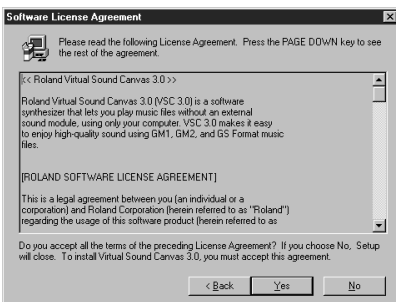 Software License Agreement
Please read the following License Agreement. Press the PAGE DOWN key to see
the rest of the agreement.
<< Roland Virtual Sound Canvas 3.0 >>
Roland Virtual Sound Canvas 3.0 (VSC 3.0) is a software
synthesizer that lets you play music files without an external
sound module, using only your computer. VSC 3.0 makes it easy
to enjoy high-quality sound using GM1, GM2, and GS Format music
files.
[ROLAND SOFTWARE LICENSE AGREEMENT]
This is a legal agreement between you (an individual or a
corporation) and Roland Corporation (herein referred to as "Roland")
regarding the usage of this software product (herein referred to as
Do you accept all the terms of the preceding License Agreement? If you choose No, Setup
will close. To install Virtual Sound Canvas 3.0, you must accept this agreement.
< Back Yes No